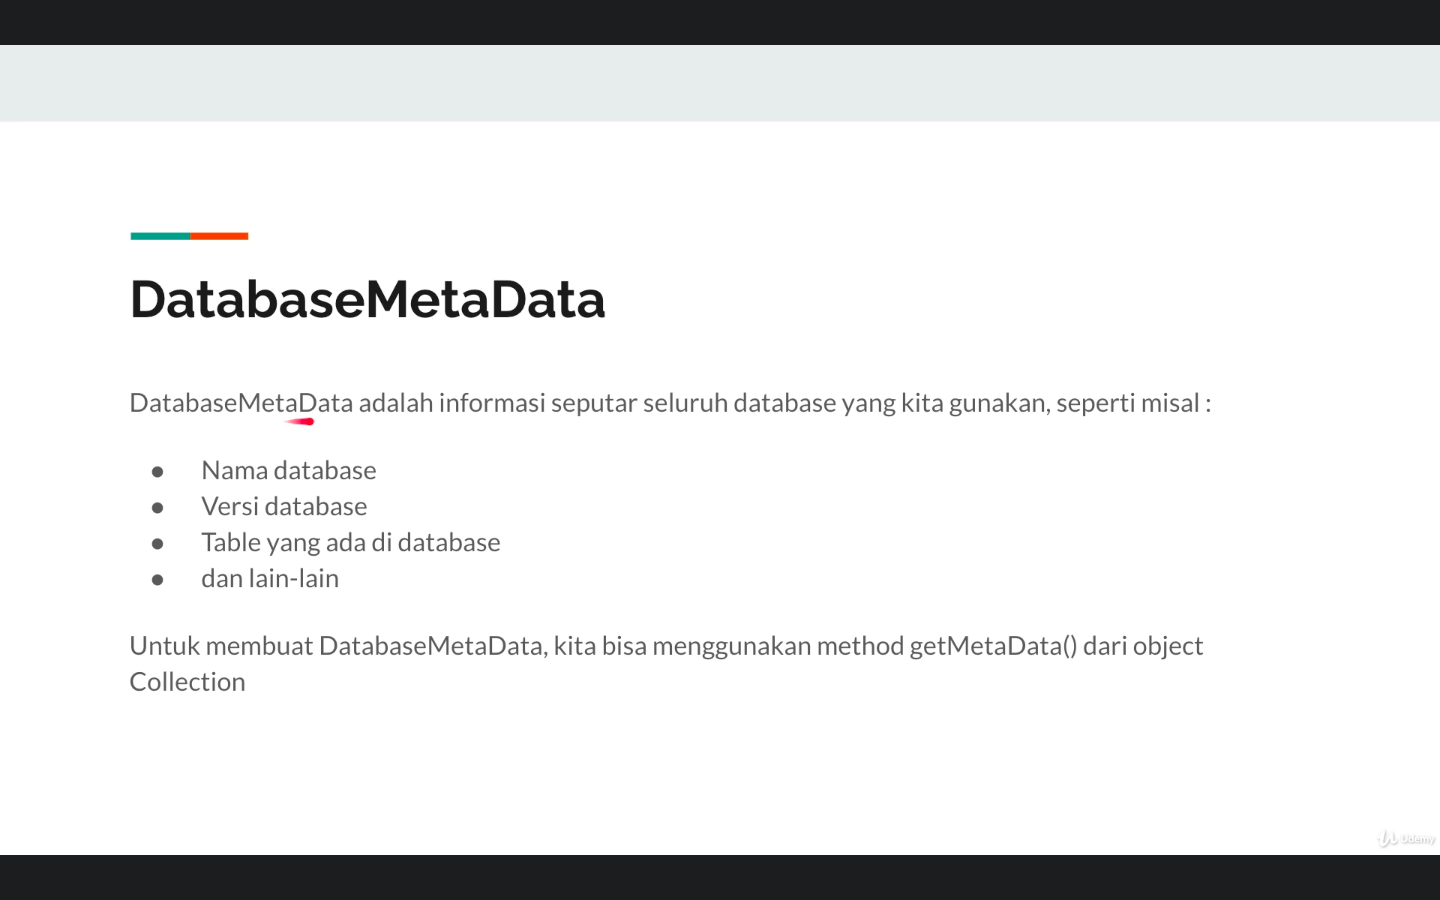 DatabaseMetaData
DatabaseMetaData adalah informasi seputar seluruh database yang kita gunakan, seperti misal :
● Nama database
● Versi database
● Table yang ada di database
● dan lain-lain
Untuk membuat DatabaseMetaData, kita bisa menggunakan method getMetaData() dari object
Collection
Udemy